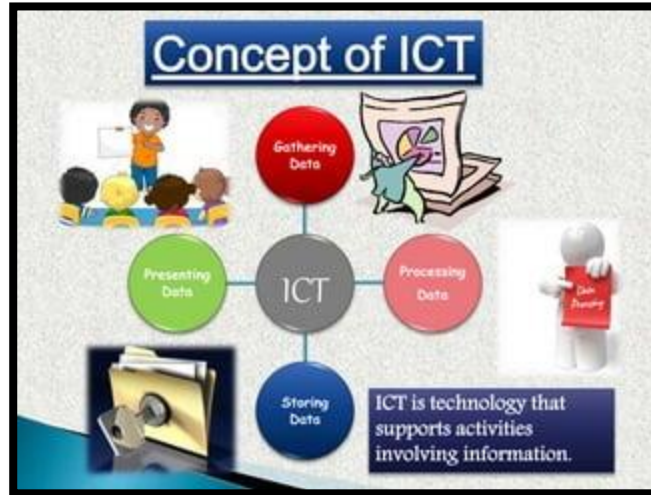 Concept of ICT
Gathering
Data
Presenting
Data
ICT
Processing
Data
Data
Storing
Data
ICT is technology that
supports activities
involving information.